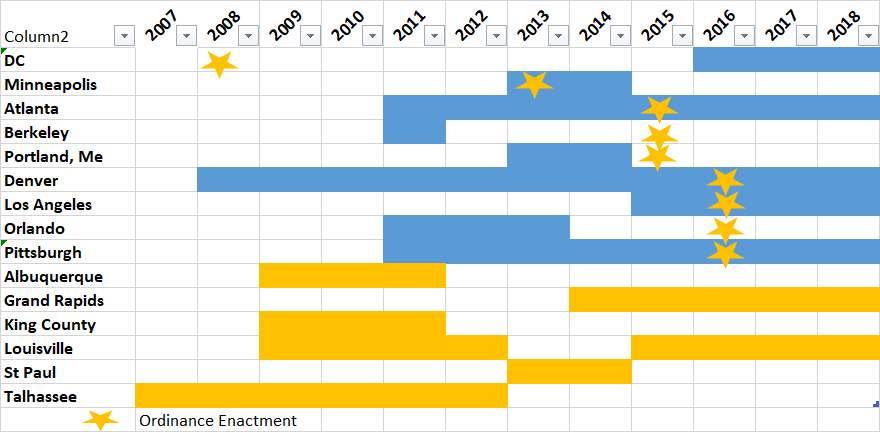 Column2 2007 2008 2009 2010 2011 2012 2013 2014 2015 2016 2017 2018
DC
Minneapolis
Atlanta
Berkeley
Portland, Me
Denver
Los Angeles
Orlando
Pittsburgh
Albuquerque
Grand Rapids
King County
Louisville
St Paul
Talhassee
Ordinance Enactment